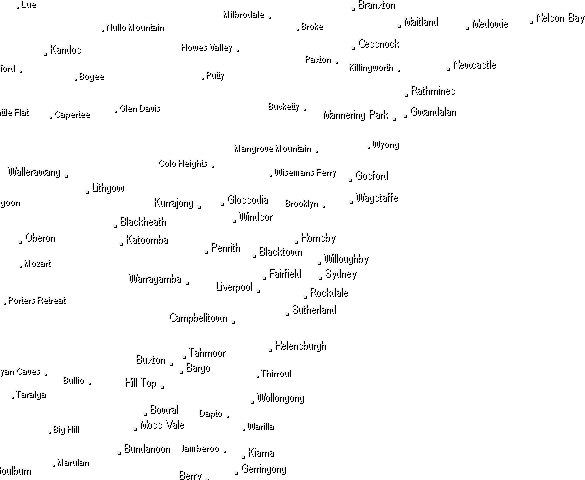 Lue
Branxton
Milbrodale
Nelson Bay
Maitland
Medowie
Nullo Mountain
Broke
Kandos
Howes Valley
Cessnock
Paxton
ford
Killingworth
Newcastle
Bogee
Putty
Rathmines
ttle Flat
Capertee
Glen Davis
Bucketty
Mannering Park
Gwandalan
Mangrove Mountain
Wyong
Colo Heights
Wallerawang
Wisemans Ferry
Gosford
Lithgow
goon
Kurrajong
Glossodia
Brooklyn
Wagstaffe
Blackheath
Windsor
Oberon
Katoomba
Hornsby
Penrith
Blacktown
Mozart
Willoughby
Warragamba
Fairfield
Sydney
Liverpool
Rockdale
Porters Retreat
Sutherland
Campbelltown
Tahmoor
Helensburgh
Buxton
yan Caves
Bargo
Bullio
Hill Top
Thirroul
Taralga
Wollongong
Bowral
Dapto
Big Hill
Moss Vale
Warilla
Bundanoon
Jamberoo
Kiama
Goulburn
Marulan
Berry
Gerringong